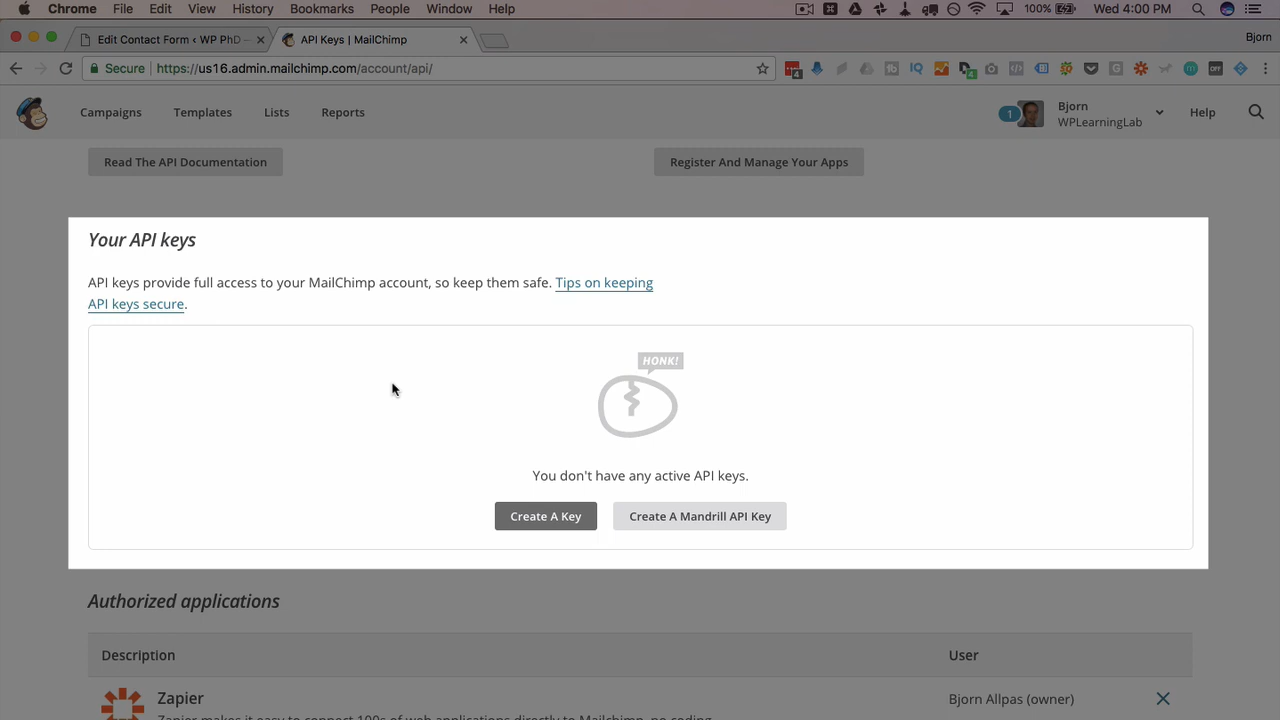 Chrome File Edit View History Bookmarks People Window Help 100% Wed 4:00 PM
Edit Contact Form ‹ WP PhD – API Keys | MailChimp Bjorn
Secure https://us16.admin.mailchimp.com/account/api/
Campaigns Templates Lists Reports 1 Bjorn Help
WPLearningLab
Read The API Documentation Register And Manage Your Apps
Your API keys
API keys provide full access to your MailChimp account, so keep them safe. Tips on keeping
API keys secure.
HONK!
You don't have any active API keys.
Create A Key Create A Mandrill API Key
Authorized applications
Description User
Zapier Bjorn Allpas (owner)
Zapier makes it easy to connect 100s of web applications directly to Mailchimp, no coding